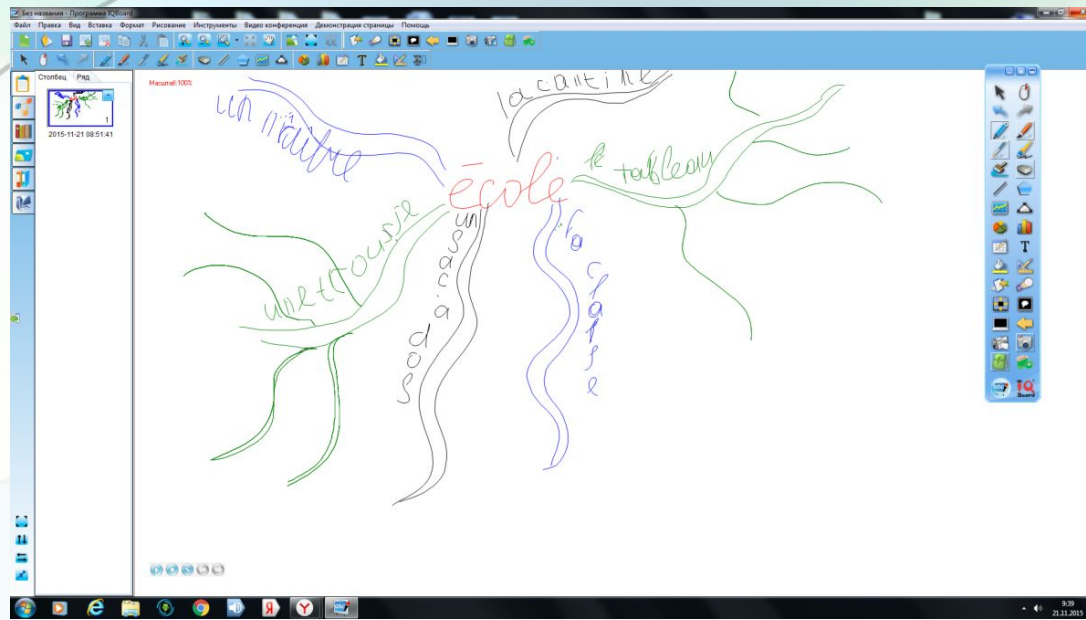 Без названия - Программа IQBoard
Файл Правка Вид Вставка Формат Рисование Инструменты Видео конференция Демонстрация страницы Помощь
Столбец Ряд
1
2015-11-21 08:51:41
Масштаб:100%
la cantine
un maître
école
le tableau
une trousse
un sac à dos
la classe
IQ
Board
9:39
21.11.2015